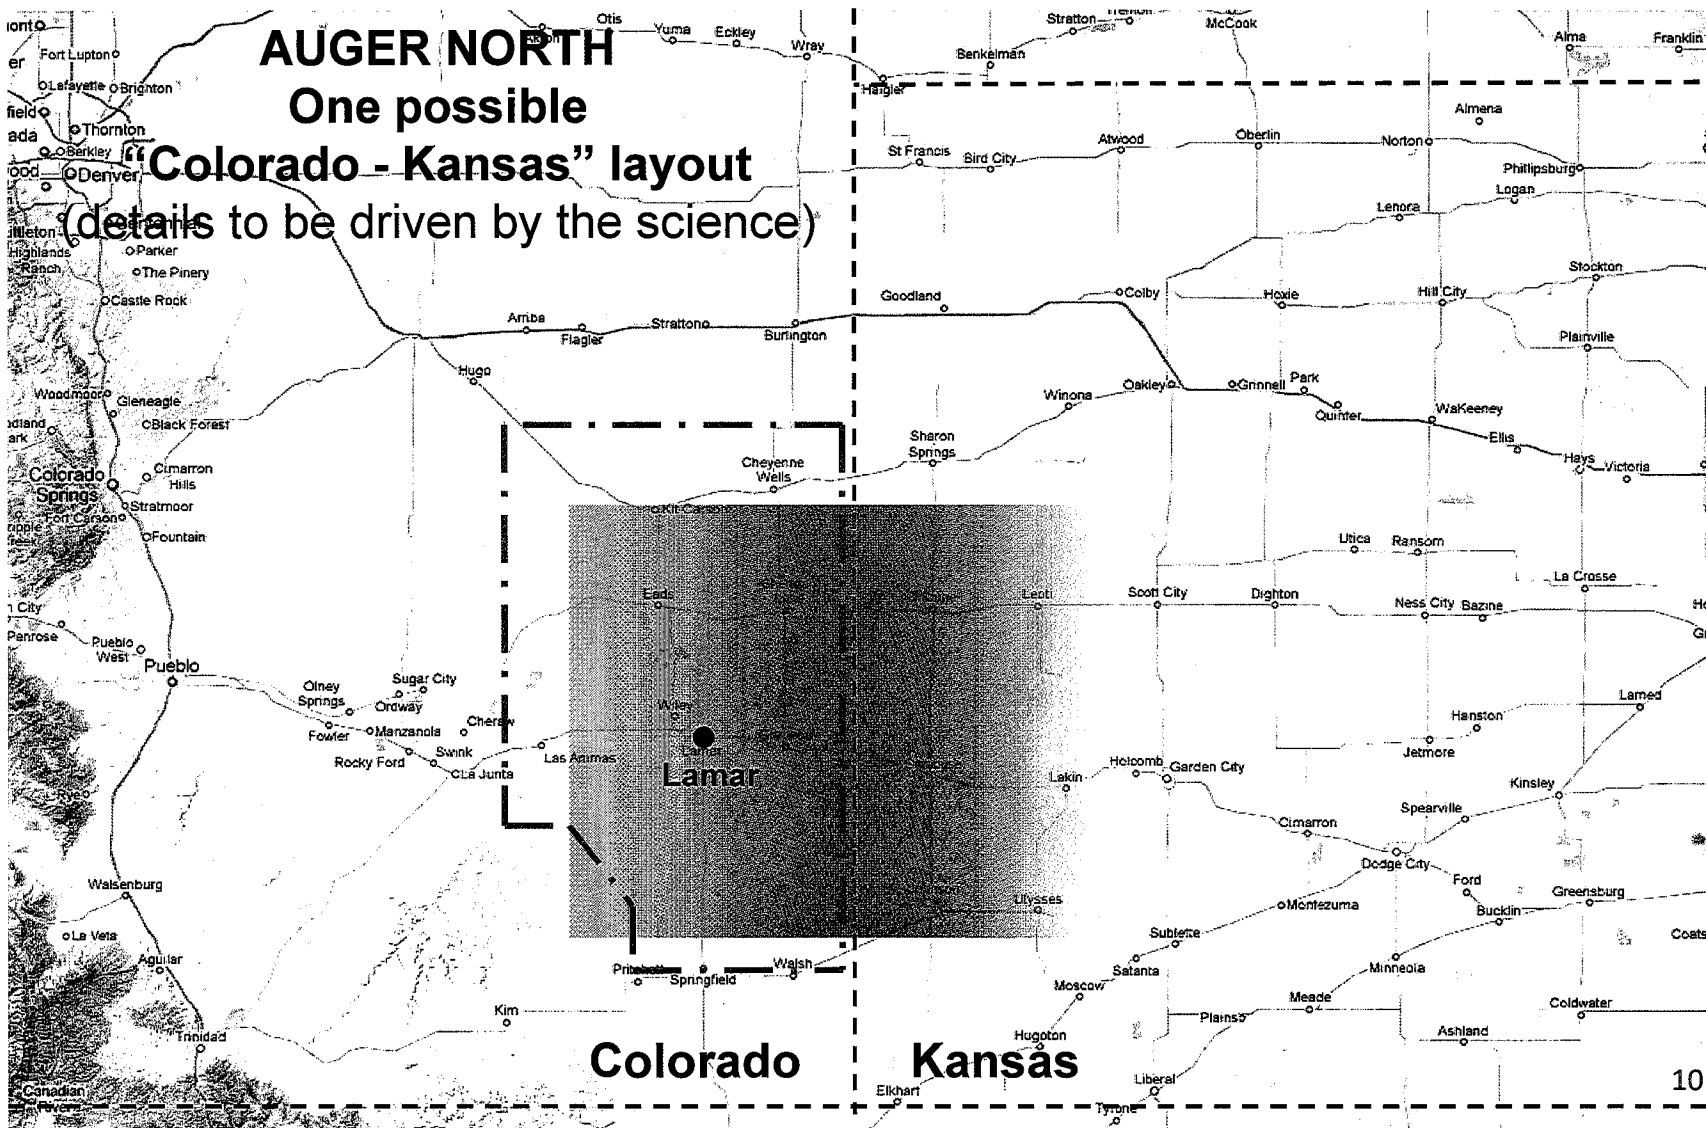 AUGER NORTH
One possible
“Colorado - Kansas” layout
(details to be driven by the science)
Otis
Yuma
Eckley
Wray
Stratton
McCook
Benkelman
Haigler
Alma
Franklin
Fort Lupton
Lafayette
Brighton
Thornton
Berkley
Denver
Parker
Highlands
Ranch
The Pinery
Castle Rock
Almena
Atwood
Oberlin
Norton
St Francis
Bird City
Phillipsburg
Logan
Lenora
Stockton
Goodland
Colby
Hoxie
Hill City
Arriba
Flagler
Stratton
Burlington
Plainville
Hugo
Woodmoor
Gleneagle
Black Forest
Winona
Oakley
Grinnell
Park
Quinter
WaKeeney
Ellis
Hays
Victoria
Sharon
Springs
Cheyenne
Wells
Colorado
Springs
Cimarron
Hills
Stratmoor
Fort Carson
Fountain
Kit Carson
Utica
Ransom
La Crosse
Eads
Leoti
Scott City
Dighton
Ness City
Bazine
Penrose
Pueblo
West
Pueblo
Olney
Springs
Sugar City
Ordway
Fowler
Manzanola
Cheraw
Rocky Ford
Swink
La Junta
Las Animas
Wiley
Lamar
Lamar
Larned
Hanston
Jetmore
Lakin
Holcomb
Garden City
Kinsley
Spearville
Cimarron
Dodge City
Ford
Greensburg
Bucklin
Walsenburg
La Veta
Aguilar
Ulysses
Montezuma
Sublette
Satanta
Minneola
Coats
Pritchett
Springfield
Walsh
Moscow
Meade
Plains
Coldwater
Ashland
Kim
Trinidad
Hugoton
Colorado
Kansas
Liberal
Elkhart
Tyrone
Canadian
10